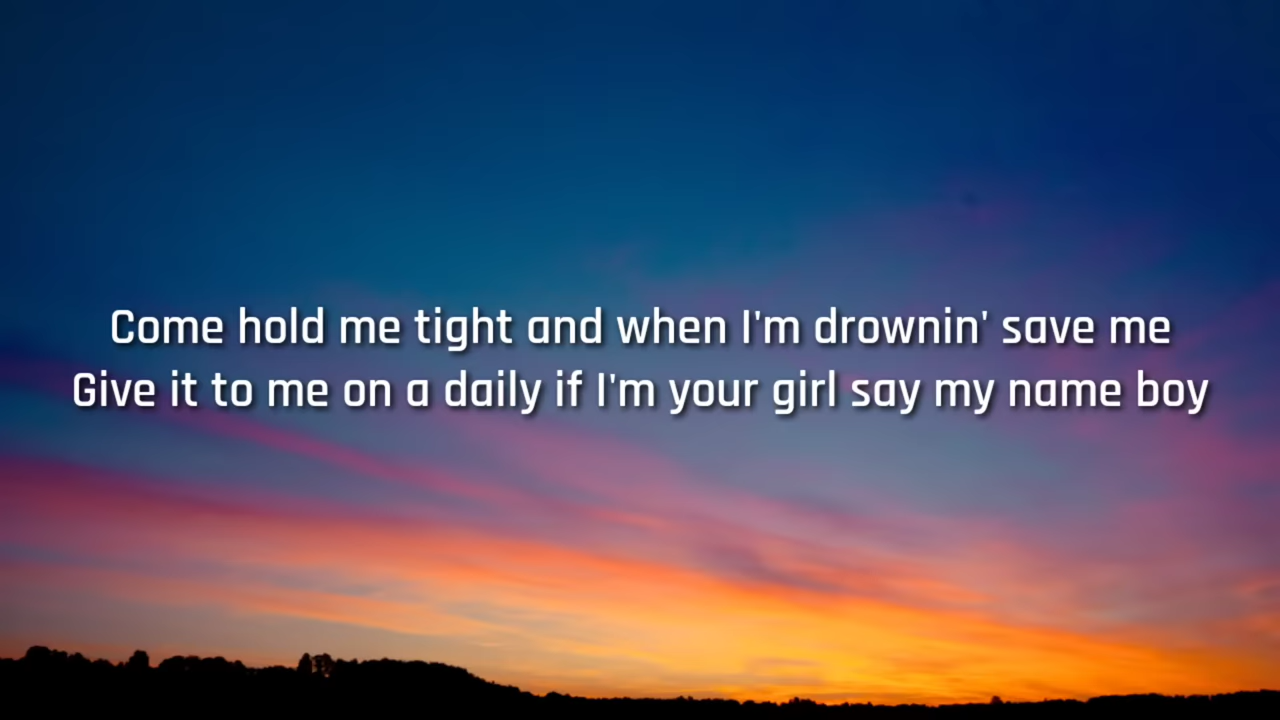 Come hold me tight and when I'm drownin' save me
Give it to me on a daily if I'm your girl say my name boy